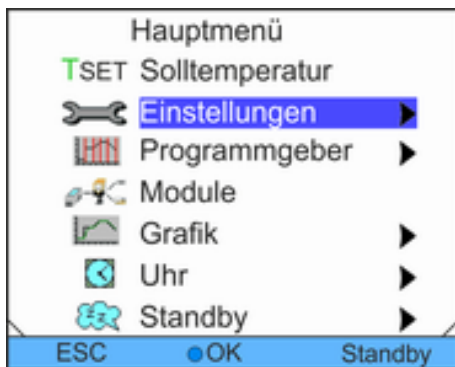 Hauptmenü
TSET Solltemperatur
Einstellungen
Programmgeber
Module
Grafik
Uhr
Standby
ESC OK Standby